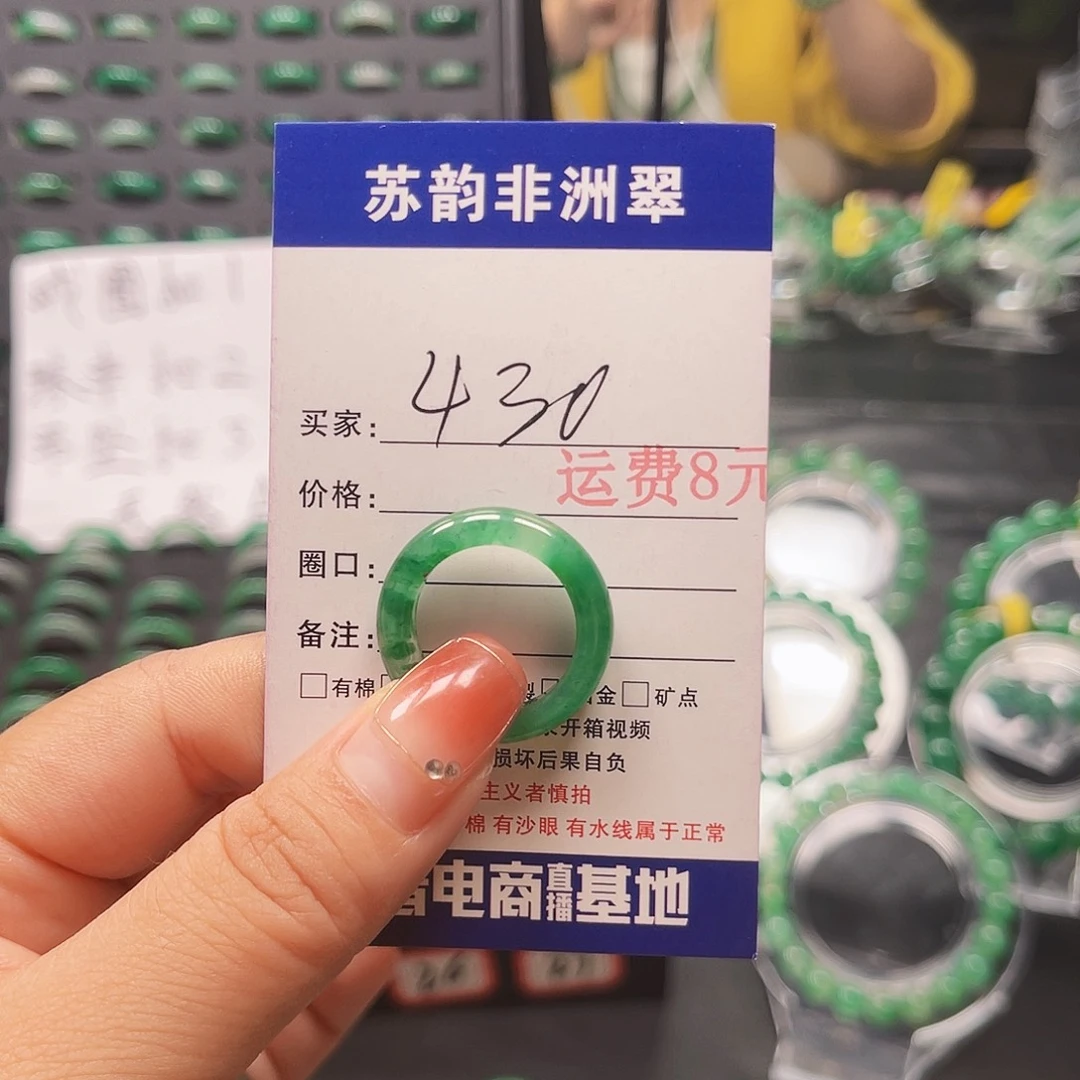 苏韵非洲翠
买家: 430
运费8元
价格:
圈口:
备注:
有棉 金 矿点
开箱视频
损坏后果自负
主义者慎拍
棉 有沙眼 有水线属于正常
电商直播基地